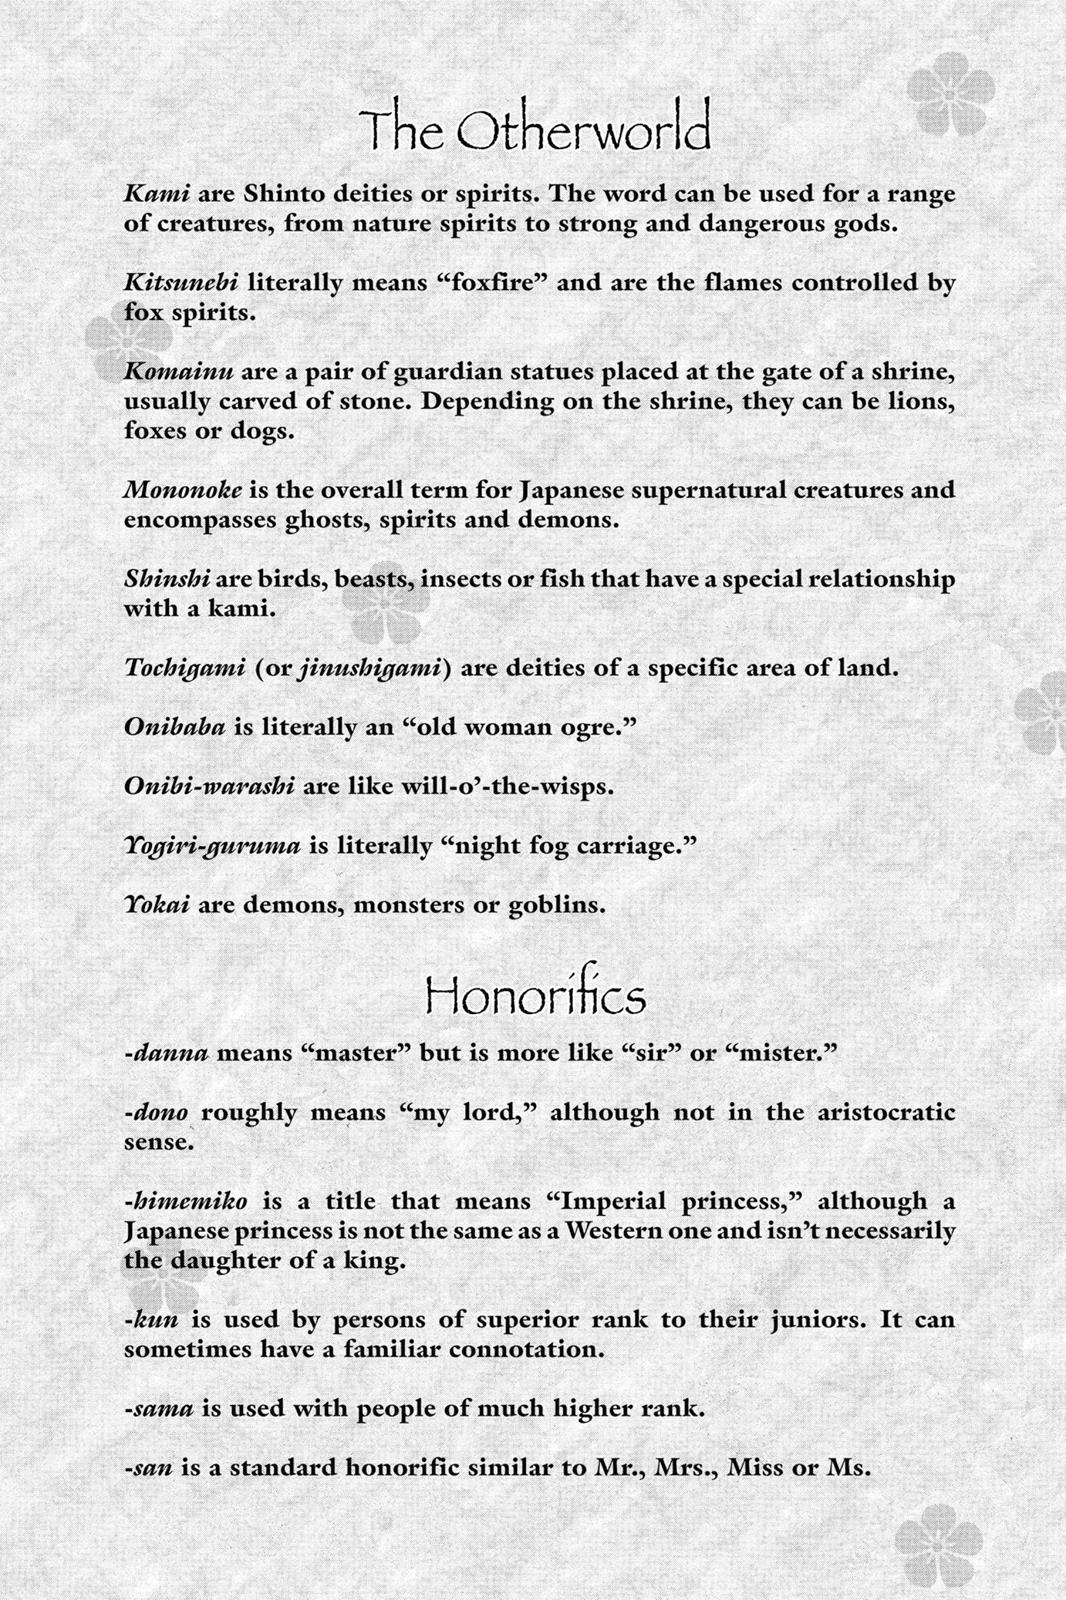 The Otherworld
Kami are Shinto deities or spirits. The word can be used for a range
of creatures, from nature spirits to strong and dangerous gods.
Kitsunebi literally means “foxfire” and are the flames controlled by
fox spirits.
Komainu are a pair of guardian statues placed at the gate of a shrine,
usually carved of stone. Depending on the shrine, they can be lions,
foxes or dogs.
Mononoke is the overall term for Japanese supernatural creatures and
encompasses ghosts, spirits and demons.
Shinshi are birds, beasts, insects or fish that have a special relationship
with a kami.
Tochigami (or jinushigami) are deities of a specific area of land.
Onibaba is literally an “old woman ogre.”
Onibi-warashi are like will-o’-the-wisps.
Yogiri-guruma is literally “night fog carriage.”
Yokai are demons, monsters or goblins.
Honorifics
-danna means “master” but is more like “sir” or “mister.”
-dono roughly means “my lord,” although not in the aristocratic
sense.
-himemiko is a title that means “Imperial princess,” although a
Japanese princess is not the same as a Western one and isn’t necessarily
the daughter of a king.
-kun is used by persons of superior rank to their juniors. It can
sometimes have a familiar connotation.
-sama is used with people of much higher rank.
-san is a standard honorific similar to Mr., Mrs., Miss or Ms.